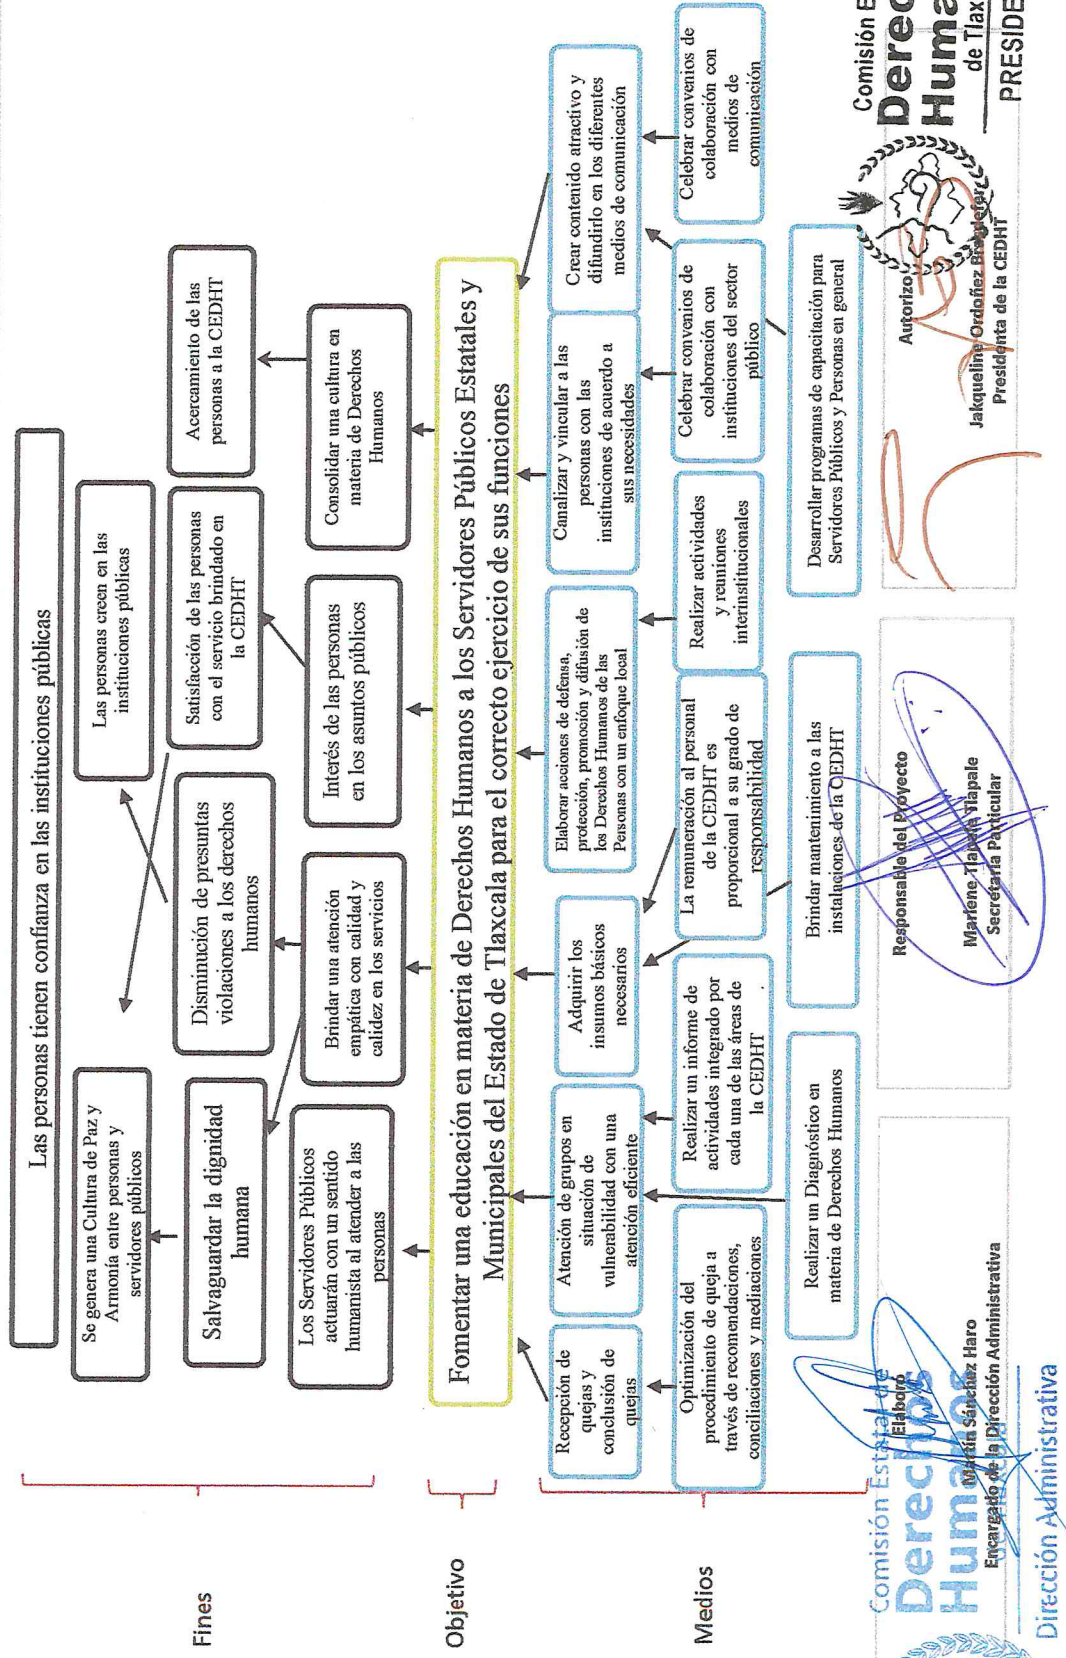 Las personas tienen confianza en las instituciones públicas
Se genera una Cultura de Paz y
Armonía entre personas y
servidores públicos
Las personas creen en las
instituciones públicas
Salvaguardar la dignidad
humana
Disminución de presuntas
violaciones a los derechos
humanos
Satisfacción de las personas
con el servicio brindado en
la CEDHT
Acercamiento de las
personas a la CEDHT
Fines
Los Servidores Públicos
actuarán con un sentido
humanista al atender a las
personas
Brindar una atención
empática con calidad y
calidez en los servicios
Interés de las personas
en los asuntos públicos
Consolidar una cultura en
materia de Derechos
Humanos
Objetivo
Fomentar una educación en materia de Derechos Humanos a los Servidores Públicos Estatales y
Municipales del Estado de Tlaxcala para el correcto ejercicio de sus funciones
Recepción de
quejas y
conclusión de
quejas
Atención de grupos en
situación de
vulnerabilidad con una
atención eficiente
Adquirir los
insumos básicos
necesarios
Elaborar acciones de defensa,
protección, promoción y difusión de
los Derechos Humanos de las
Personas con un enfoque local
Canalizar y vincular a las
personas con las
instituciones de acuerdo a
sus necesidades
Crear contenido atractivo y
difundirlo en los diferentes
medios de comunicación
Medios
Optimización del
procedimiento de queja a
través de recomendaciones,
conciliaciones y mediaciones
Realizar un informe de
actividades integrado por
cada una de las áreas de
la CEDHT
La remuneración al personal
de la CEDHT es
proporcional a su grado de
responsabilidad
Realizar actividades
y reuniones
interinstitucionales
Celebrar convenios de
colaboración con
instituciones del sector
público
Celebrar convenios de
colaboración con
medios de
comunicación
Realizar un Diagnóstico en
materia de Derechos Humanos
Brindar mantenimiento a las
instalaciones de la CEDHT
Desarrollar programas de capacitación para
Servidores Públicos y Personas en general
Comisión Estatal de
Derechos
Humanos
Dirección Administrativa
Elaboró
Martín Sánchez Haro
Encargado de la Dirección Administrativa
Responsable del Proyecto
Marlene Tlapale Tlapale
Secretaria Particular
Autorizo
Jakqueline Ordoñez
Presidenta de la CEDHT
Comisión E
Derec
Huma
de Tlax
PRESIDE